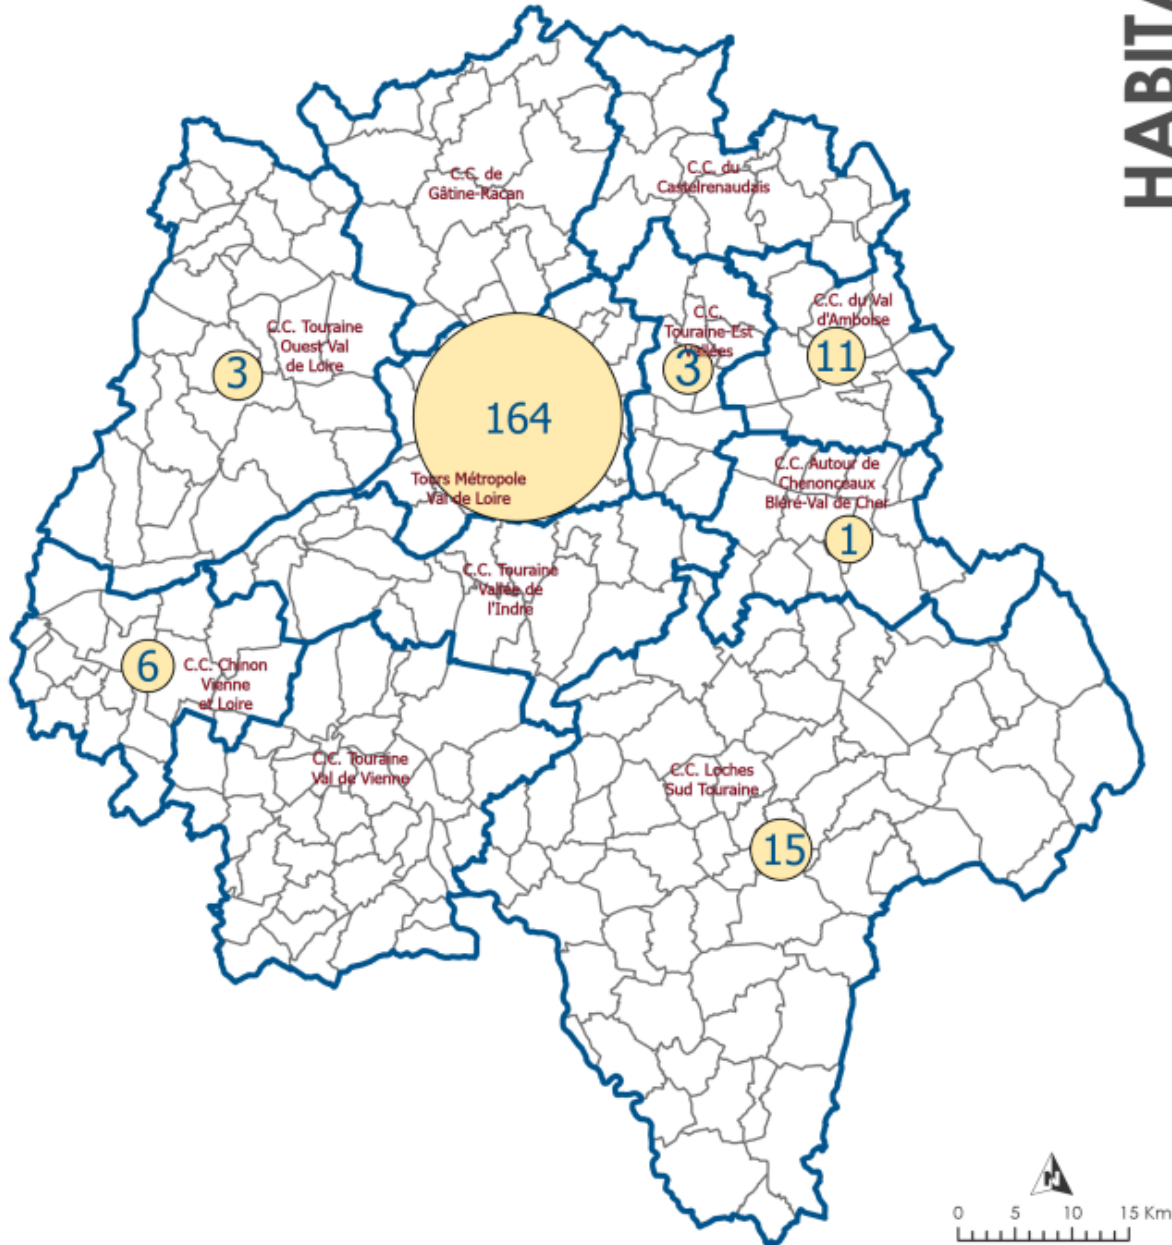 HABITA
C.C. de
Gâtine-Racan
C.C. du
Castelrenaudais
C.C. Touraine
Ouest Val
de Loire
3
C.C.
Touraine-Est
Vallées
3
C.C. du Val
d'Amboise
11
164
Tours Métropole
Val de Loire
C.C. Autour de
Chenonceaux
Bléré-Val de Cher
1
C.C. Touraine
Vallée de
l'Indre
6
C.C. Chinon
Vienne
et Loire
C.C. Touraine
Val de Vienne
C.C. Loches
Sud Touraine
15
N
0 5 10 15 Km